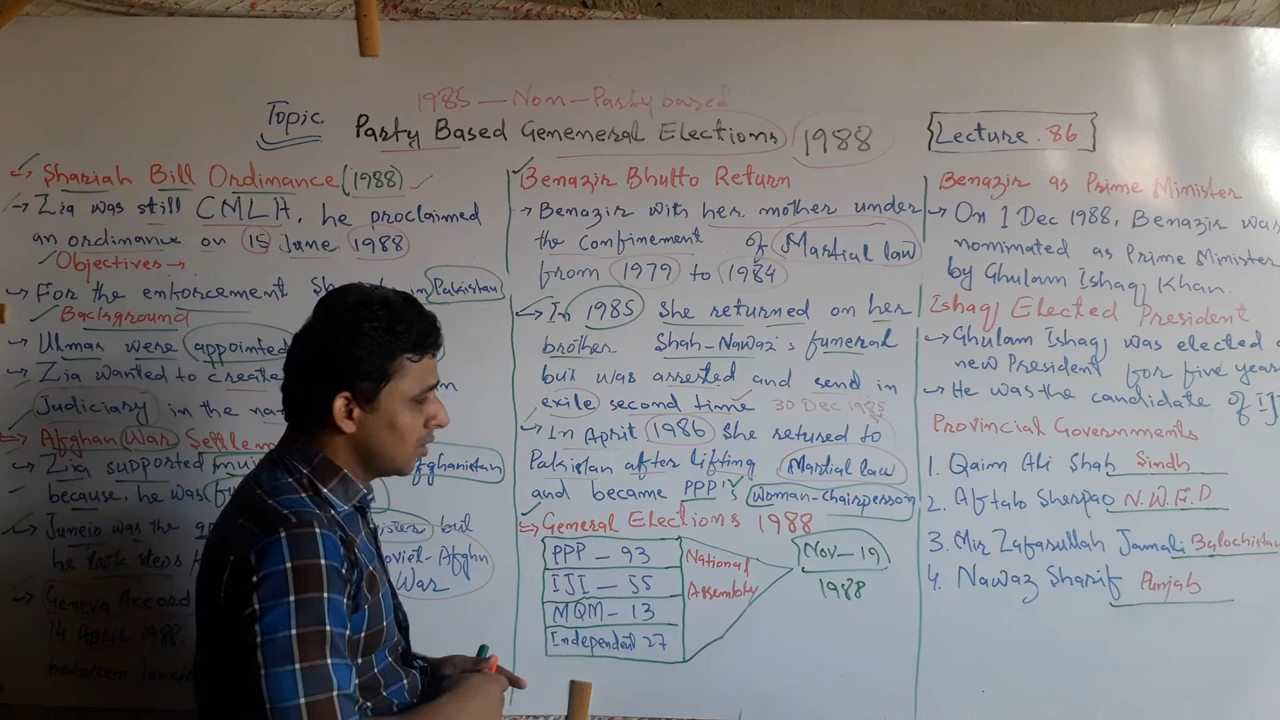 1985 — Non-Party based
Topic Party Based Genemeral Elections 1988
Lecture. 86
Shariah Bill Ordinance (1988)
→ Zia was still CMLH, he proclaimed
an ordinance on 15 June 1988
Objectives →
→ For the enforcement in Pakistan
Background
→ Ulmas were appointed
→ Zia wanted to create
Judiciary in the
⇒ Afghan War
→ Zia supported Afghanistan
because, he was
→ Junejo was the but
he took steps Soviet-Afghn
War
→ Geneva Accord
14 April 1988.
between
Benazir Bhutto Return
→ Benazir with her mother under
the confinement of Martial law
from 1979 to 1984
→ In 1985 She returned on her
brother Shah-Nawaz's funeral
but was arrested and send in
exile second time 30 Dec 1985
→ In April 1986 She retured to
Pakistan after lifting Martial law
and became PPP's woman-chairperson
⇒ General Elections 1988
PPP - 93
IJI - 55
MQM - 13
Independent 27
National
Assembly
Nov-19
1988
Benazir as Prime Minister
→ On 1 Dec 1988, Benazir was
nommated as Prime Minister
by Ghulam Ishaq Khan.
Ishaq Elected President
→ Ghulam Ishaq was elected
new President for five years
→ He was the candidate of IJI
Provincial Governments
1. Qaim Ali Shah Sindh
2. Aftab Sherpao N.W.F.D
3. Mir Zafarullah Jamali Balochistan
4. Nawaz Sharif Punjab